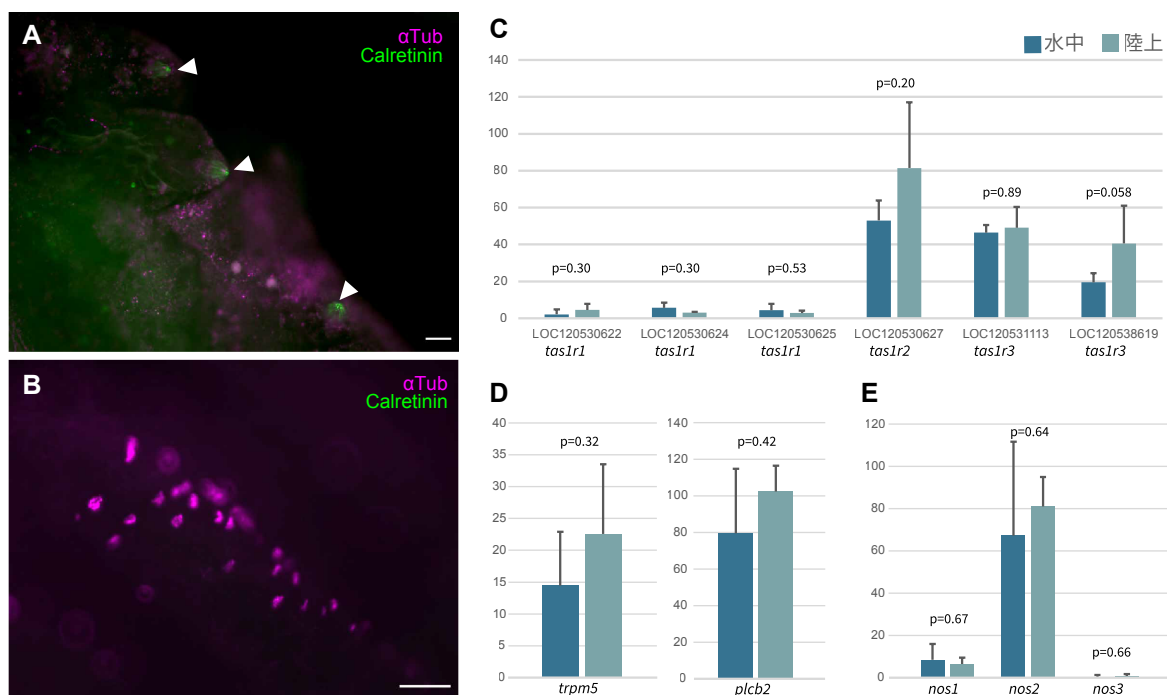 A
αTub
Calretinin
B
αTub
Calretinin
C
水中 陸上
140
120
100
80
60
40
20
0
p=0.30
p=0.30
p=0.53
p=0.20
p=0.89
p=0.058
LOC120530622 LOC120530624 LOC120530625 LOC120530627 LOC120531113 LOC120538619
tas1r1 tas1r1 tas1r1 tas1r2 tas1r3 tas1r3
D
40
35
30
25
20
15
10
5
0
p=0.32
trpm5
140
120
100
80
60
40
20
0
p=0.42
plcb2
E
120
100
80
60
40
20
0
p=0.67
p=0.64
p=0.66
nos1 nos2 nos3